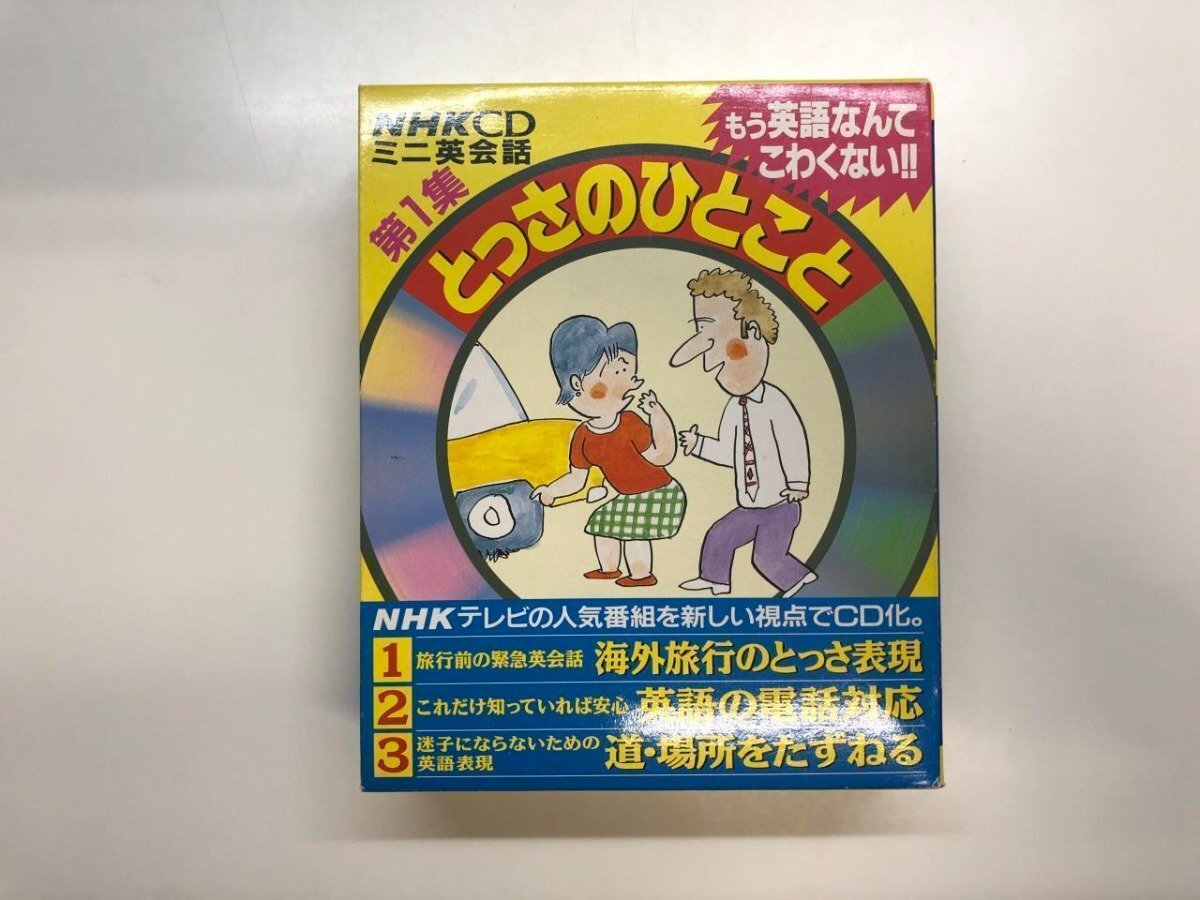 NHKCD
ミニ英会話
第1集
もう英語なんて
こわくない!!
とっさのひとこと
NHKテレビの人気番組を新しい視点でCD化。
1 旅行前の緊急英会話 海外旅行のとっさ表現
2 これだけ知っていれば安心 英語の電話対応
3 迷子にならないための
英語表現 道・場所をたずねる